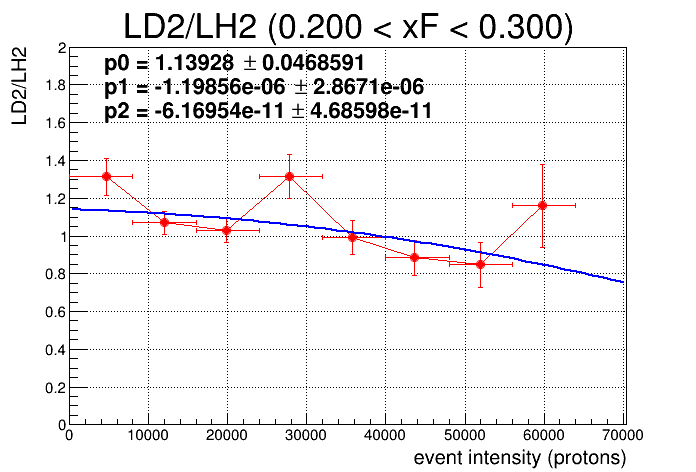 LD2/LH2 (0.200 < xF < 0.300)
LD2/LH2
p0 = 1.13928 ± 0.0468591
p1 = -1.19856e-06 ± 2.8671e-06
p2 = -6.16954e-11 ± 4.68598e-11
2
1.8
1.6
1.4
1.2
1
0.8
0.6
0.4
0.2
0
0 10000 20000 30000 40000 50000 60000 70000
event intensity (protons)